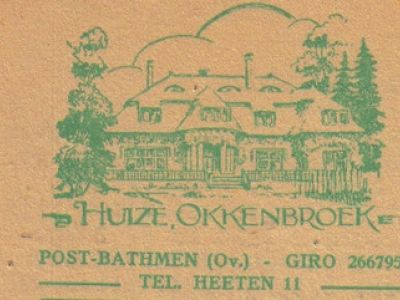 HUIZE, OKKENBROEK
POST-BATHMEN (Ov.) - GIRO 266795
TEL. HEETEN 11